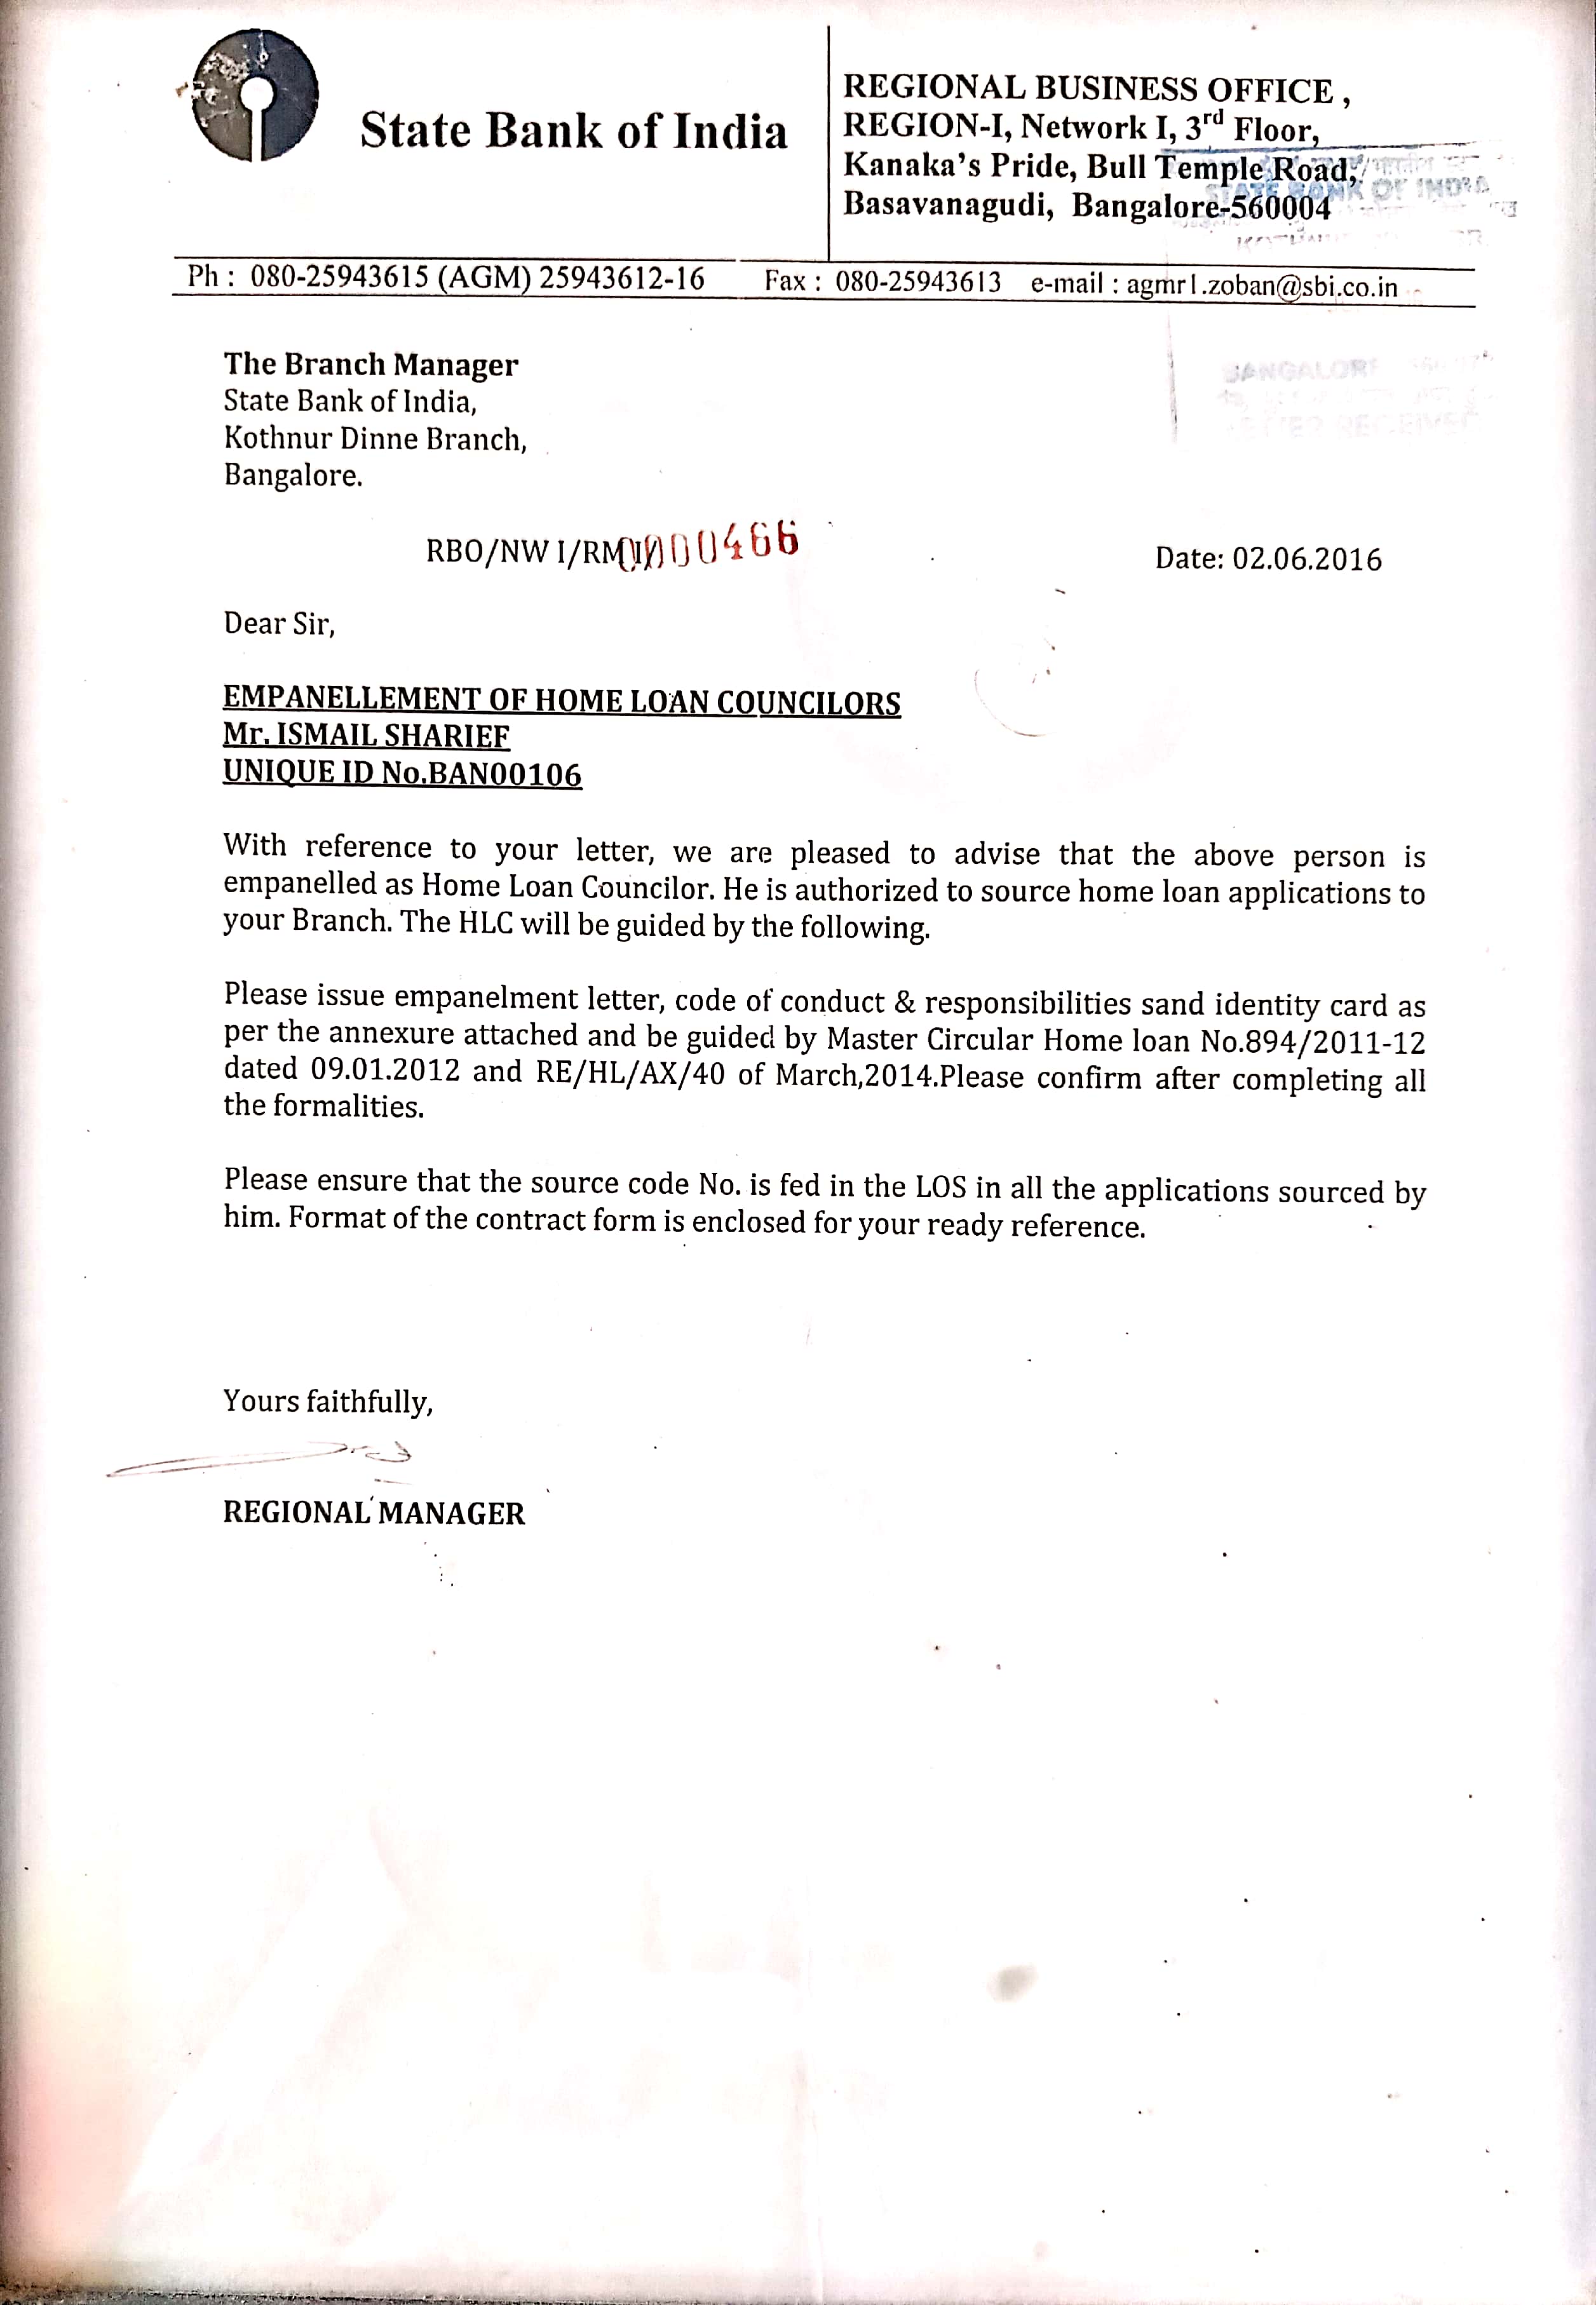 State Bank of India
REGIONAL BUSINESS OFFICE ,
REGION-I, Network I, 3rd Floor,
Kanaka's Pride, Bull Temple Road,
Basavanagudi, Bangalore-560004
STATE BANK OF INDIA
Ph : 080-25943615 (AGM) 25943612-16 Fax : 080-25943613 e-mail : agmr1.zoban@sbi.co.in
BANGALORE
LETTER RECEIVED
The Branch Manager
State Bank of India,
Kothnur Dinne Branch,
Bangalore.
RBO/NW I/RM I/ 000466
Date: 02.06.2016
Dear Sir,
EMPANELLEMENT OF HOME LOAN COUNCILORS
Mr. ISMAIL SHARIEF
UNIQUE ID No.BAN00106
With reference to your letter, we are pleased to advise that the above person is
empanelled as Home Loan Councilor. He is authorized to source home loan applications to
your Branch. The HLC will be guided by the following.
Please issue empanelment letter, code of conduct & responsibilities sand identity card as
per the annexure attached and be guided by Master Circular Home loan No.894/2011-12
dated 09.01.2012 and RE/HL/AX/40 of March,2014.Please confirm after completing all
the formalities.
Please ensure that the source code No. is fed in the LOS in all the applications sourced by
him. Format of the contract form is enclosed for your ready reference.
Yours faithfully,
REGIONAL MANAGER